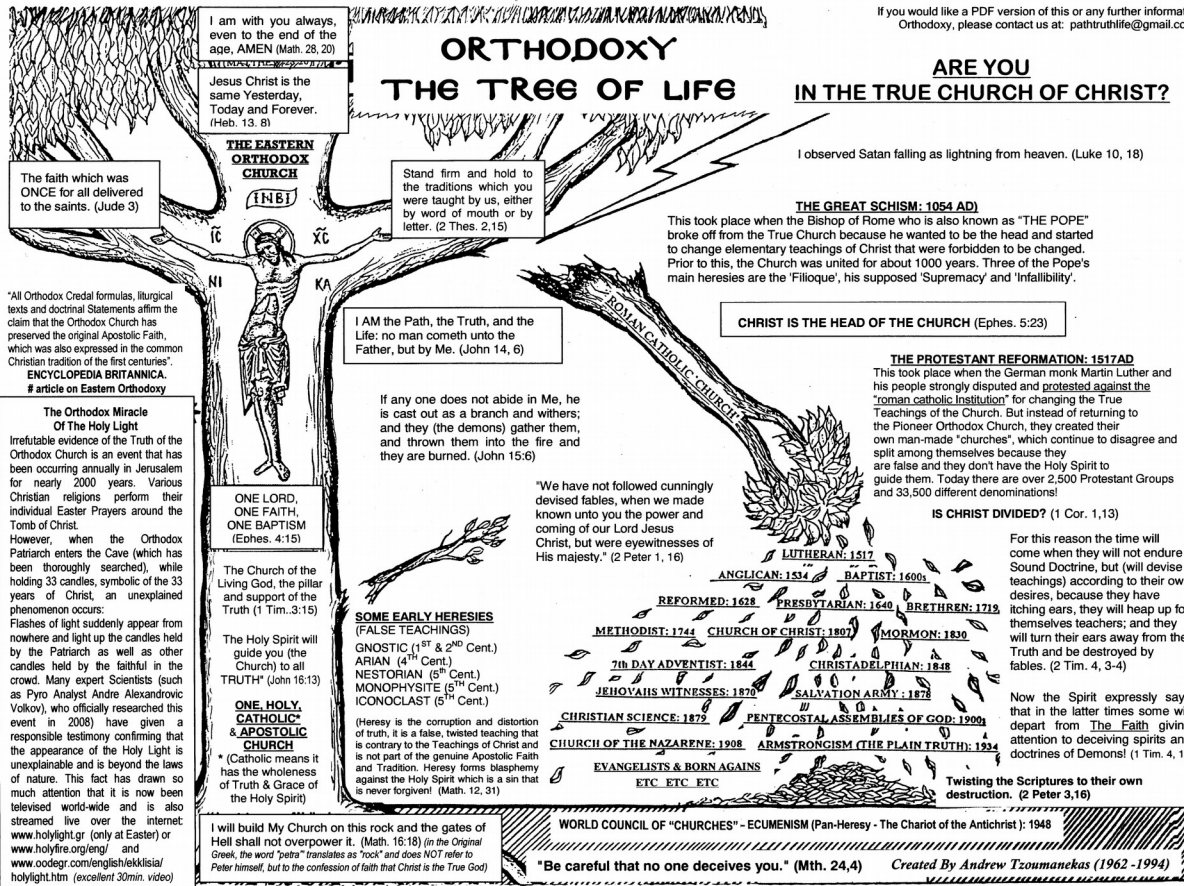 I am with you always,
even to the end of the
age, AMEN (Math. 28, 20)
Jesus Christ is the
same Yesterday,
Today and Forever.
(Heb. 13. 8)
ORTHODOXY
THE TREE OF LIFE
If you would like a PDF version of this or any further informat
Orthodoxy, please contact us at: pathtruthlife@gmail.co
ARE YOU
IN THE TRUE CHURCH OF CHRIST?
I observed Satan falling as lightning from heaven. (Luke 10, 18)
THE EASTERN
ORTHODOX
CHURCH
INBI
IC XC
NI KA
The faith which was
ONCE for all delivered
to the saints. (Jude 3)
Stand firm and hold to
the traditions which you
were taught by us, either
by word of mouth or by
letter. (2 Thes. 2,15)
THE GREAT SCHISM: 1054 AD)
This took place when the Bishop of Rome who is also known as "THE POPE"
broke off from the True Church because he wanted to be the head and started
to change elementary teachings of Christ that were forbidden to be changed.
Prior to this, the Church was united for about 1000 years. Three of the Pope's
main heresies are the 'Filioque', his supposed 'Supremacy' and 'Infallibility'.
CHRIST IS THE HEAD OF THE CHURCH (Ephes. 5:23)
"All Orthodox Credal formulas, liturgical
texts and doctrinal Statements affirm the
claim that the Orthodox Church has
preserved the original Apostolic Faith,
which was also expressed in the common
Christian tradition of the first centuries".
ENCYCLOPEDIA BRITANNICA.
# article on Eastern Orthodoxy
The Orthodox Miracle
Of The Holy Light
Irrefutable evidence of the Truth of the
Orthodox Church is an event that has
been occurring annually in Jerusalem
for nearly 2000 years. Various
Christian religions perform their
individual Easter Prayers around the
Tomb of Christ.
However, when the Orthodox
Patriarch enters the Cave (which has
been thoroughly searched), while
holding 33 candles, symbolic of the 33
years of Christ, an unexplained
phenomenon occurs:
Flashes of light suddenly appear from
nowhere and light up the candles held
by the Patriarch as well as other
candles held by the faithful in the
crowd. Many expert Scientists (such
as Pyro Analyst Andre Alexandrovic
Volkov), who officially researched this
event in 2008) have given a
responsible testimony confirming that
the appearance of the Holy Light is
unexplainable and is beyond the laws
of nature. This fact has drawn so
much attention that it is now been
televised world-wide and is also
streamed live over the internet:
www.holylight.gr (only at Easter) or
www.holyfire.org/eng/ and
www.oodegr.com/english/ekklisia/
holylight.htm (excellent 30min. video)
I AM the Path, the Truth, and the
Life: no man cometh unto the
Father, but by Me. (John 14, 6)
If any one does not abide in Me, he
is cast out as a branch and withers;
and they (the demons) gather them,
and thrown them into the fire and
they are burned. (John 15:6)
ROMAN CATHOLIC 'CHURCH'
THE PROTESTANT REFORMATION: 1517AD
This took place when the German monk Martin Luther and
his people strongly disputed and protested against the
"roman catholic Institution" for changing the True
Teachings of the Church. But instead of returning to
the Pioneer Orthodox Church, they created their
own man-made "churches", which continue to disagree and
split among themselves because they
are false and they don't have the Holy Spirit to
guide them. Today there are over 2,500 Protestant Groups
and 33,500 different denominations!
IS CHRIST DIVIDED? (1 Cor. 1,13)
"We have not followed cunningly
devised fables, when we made
known unto you the power and
coming of our Lord Jesus
Christ, but were eyewitnesses of
His majesty." (2 Peter 1, 16)
ONE LORD,
ONE FAITH,
ONE BAPTISM
(Ephes. 4:15)
The Church of the
Living God, the pillar
and support of the
Truth (1 Tim..3:15)
The Holy Spirit will
guide you (the
Church) to all
TRUTH" (John 16:13)
ONE, HOLY,
CATHOLIC*
& APOSTOLIC
CHURCH
* (Catholic means it
has the wholeness
of Truth & Grace of
the Holy Spirit)
SOME EARLY HERESIES
(FALSE TEACHINGS)
GNOSTIC (1ST & 2ND Cent.)
ARIAN (4TH Cent.)
NESTORIAN (5th Cent.)
MONOPHYSITE (5TH Cent.)
ICONOCLAST (5TH Cent.)
(Heresy is the corruption and distortion
of truth, it is a false, twisted teaching that
is contrary to the Teachings of Christ and
is not part of the genuine Apostolic Faith
and Tradition. Heresy forms blasphemy
against the Holy Spirit which is a sin that
is never forgiven! (Math. 12, 31)
LUTHERAN: 1517
ANGLICAN: 1534 BAPTIST: 1600s
REFORMED: 1628 PRESBYTARIAN: 1640 BRETHREN: 1719
METHODIST: 1744 CHURCH OF CHRIST: 1807 MORMON: 1830
7th DAY ADVENTIST: 1844 CHRISTADELPHIAN: 1848
JEHOVAHS WITNESSES: 1870 SALVATION ARMY: 1878
CHRISTIAN SCIENCE: 1879 PENTECOSTAL ASSEMBLIES OF GOD: 1900s
CHURCH OF THE NAZARENE: 1908 ARMSTRONGISM (THE PLAIN TRUTH): 1934
EVANGELISTS & BORN AGAINS
ETC ETC ETC
For this reason the time will
come when they will not endure
Sound Doctrine, but (will devise
teachings) according to their ow
desires, because they have
itching ears, they will heap up fo
themselves teachers; and they
will turn their ears away from the
Truth and be destroyed by
fables. (2 Tim. 4, 3-4)
Now the Spirit expressly say
that in the latter times some wi
depart from The Faith givin
attention to deceiving spirits an
doctrines of Demons! (1 Tim. 4, 1
Twisting the Scriptures to their own
destruction. (2 Peter 3,16)
I will build My Church on this rock and the gates of
Hell shall not overpower it. (Math. 16:18) (in the Original
Greek, the word "petra" translates as "rock" and does NOT refer to
Peter himself, but to the confession of faith that Christ is the True God)
WORLD COUNCIL OF "CHURCHES" – ECUMENISM (Pan-Heresy - The Chariot of the Antichrist ): 1948
"Be careful that no one deceives you." (Mth. 24,4)
Created By Andrew Tzoumanekas (1962 -1994)